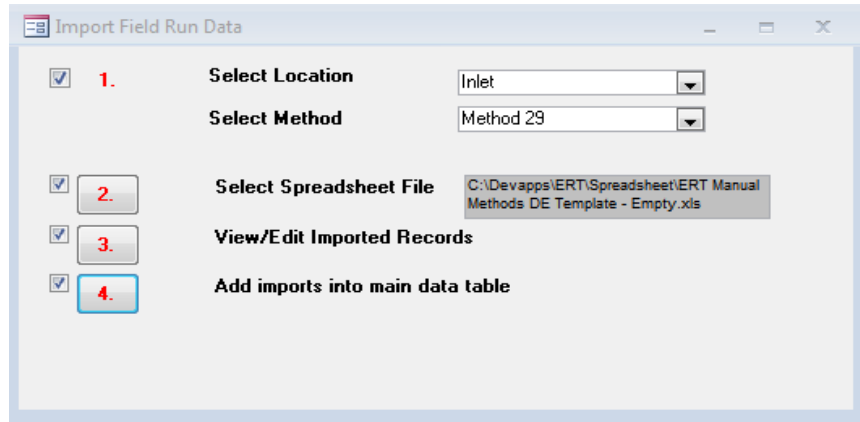 Import Field Run Data
1. Select Location Inlet
Select Method Method 29
2. Select Spreadsheet File C:\Devapps\ERT\Spreadsheet\ERT Manual
Methods DE Template - Empty.xls
3. View/Edit Imported Records
4. Add imports into main data table